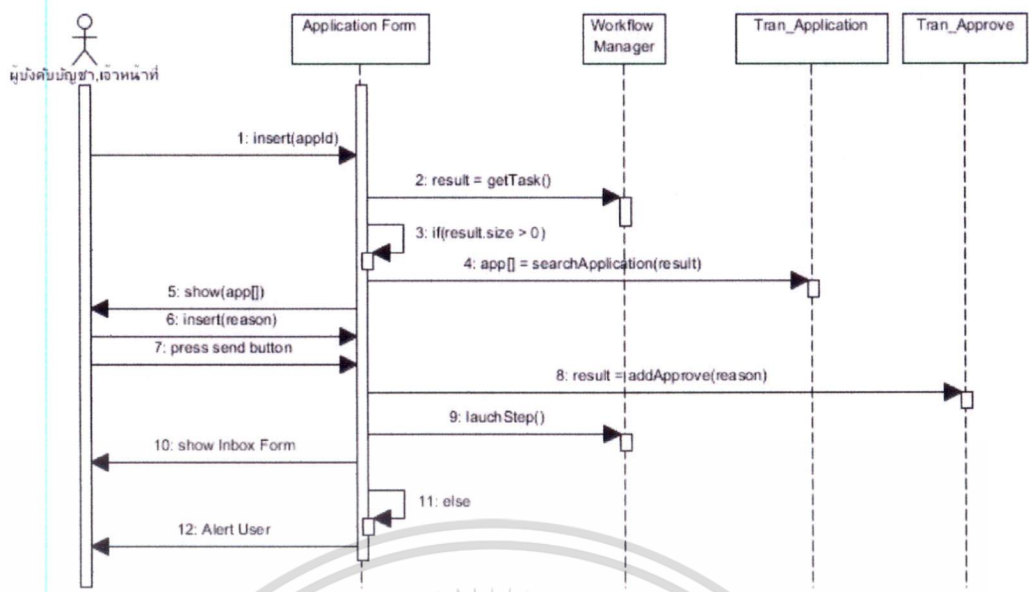 Application Form
Workflow
Manager
Tran_Application
Tran_Approve
ผู้บังคับบัญชา,เจ้าหน้าที่
1: insert(appId)
2: result = getTask()
3: if(result.size > 0)
4: app[] = searchApplication(result)
5: show(app[])
6: insert(reason)
7: press send button
8: result = addApprove(reason)
9: lauchStep()
10: show Inbox Form
11: else
12: Alert User